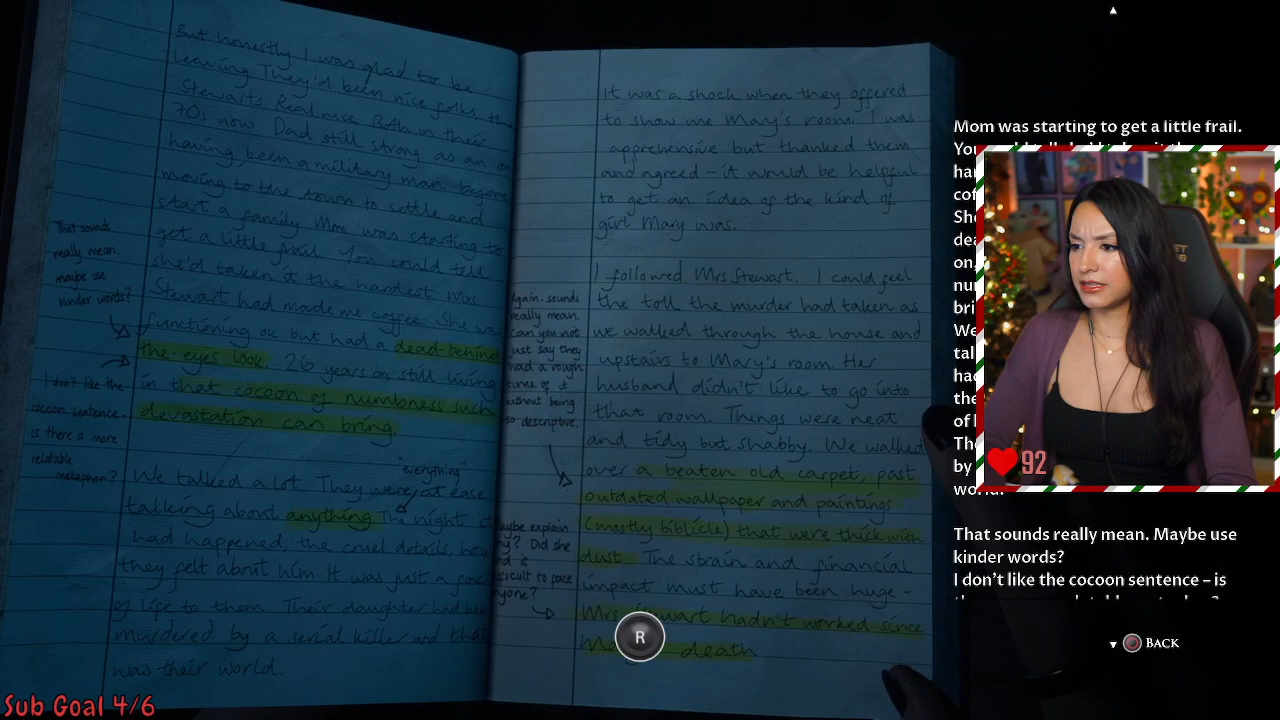 But honestly I was glad to be
leaving They'd been nice folks, the
Stewarts. Real nice. Both in their
70s now. Dad still strong as an ox
having been a military man before
moving to the town to settle and
start a family. Mom was starting to
get a little frail. You could tell
she'd taken it the hardest. Mrs.
Stewart had made me coffee. She was
functioning ok but had a dead behind
the eyes look. 26 years on still living
in that cocoon of numbness such
devastation can bring.
That sounds
really mean.
maybe use
kinder words?
I don't like the
cocoon sentence -
is there a more
relatable
metaphor?
"everything"
We talked a lot. They were at ease
talking about anything The night it
had happened, the cruel details, how
they felt about him. It was just a fact
of life to them. Their daughter had been
murdered by a serial killer and that
was their world.
It was a shock when they offered
to show me Mary's room. I was
apprehensive but thanked them
and agreed – it would be helpful
to get an idea of the kind of
girl Mary was.
I followed Mrs Stewart. I could feel
the toll the murder had taken as
we walked through the house and
upstairs to Mary's room. Her
husband didn't like to go into
that room. Things were neat
and tidy but shabby. We walked
over a beaten old carpet, past
outdated wallpaper and paintings
(mostly biblicle) that were thick with
dust. The strain and financial
impact must have been huge -
Mrs Stewart hadn't worked since
death
Again. sounds
really mean.
can you not
just say they
had a rough
time of it
without being
so descriptive.
maybe explain
why? Did she
find it
difficult to face
anyone?
R
Mom was starting to get a little frail.
That sounds really mean. Maybe use
kinder words?
I don't like the cocoon sentence – is
BACK
92
Sub Goal 4/6